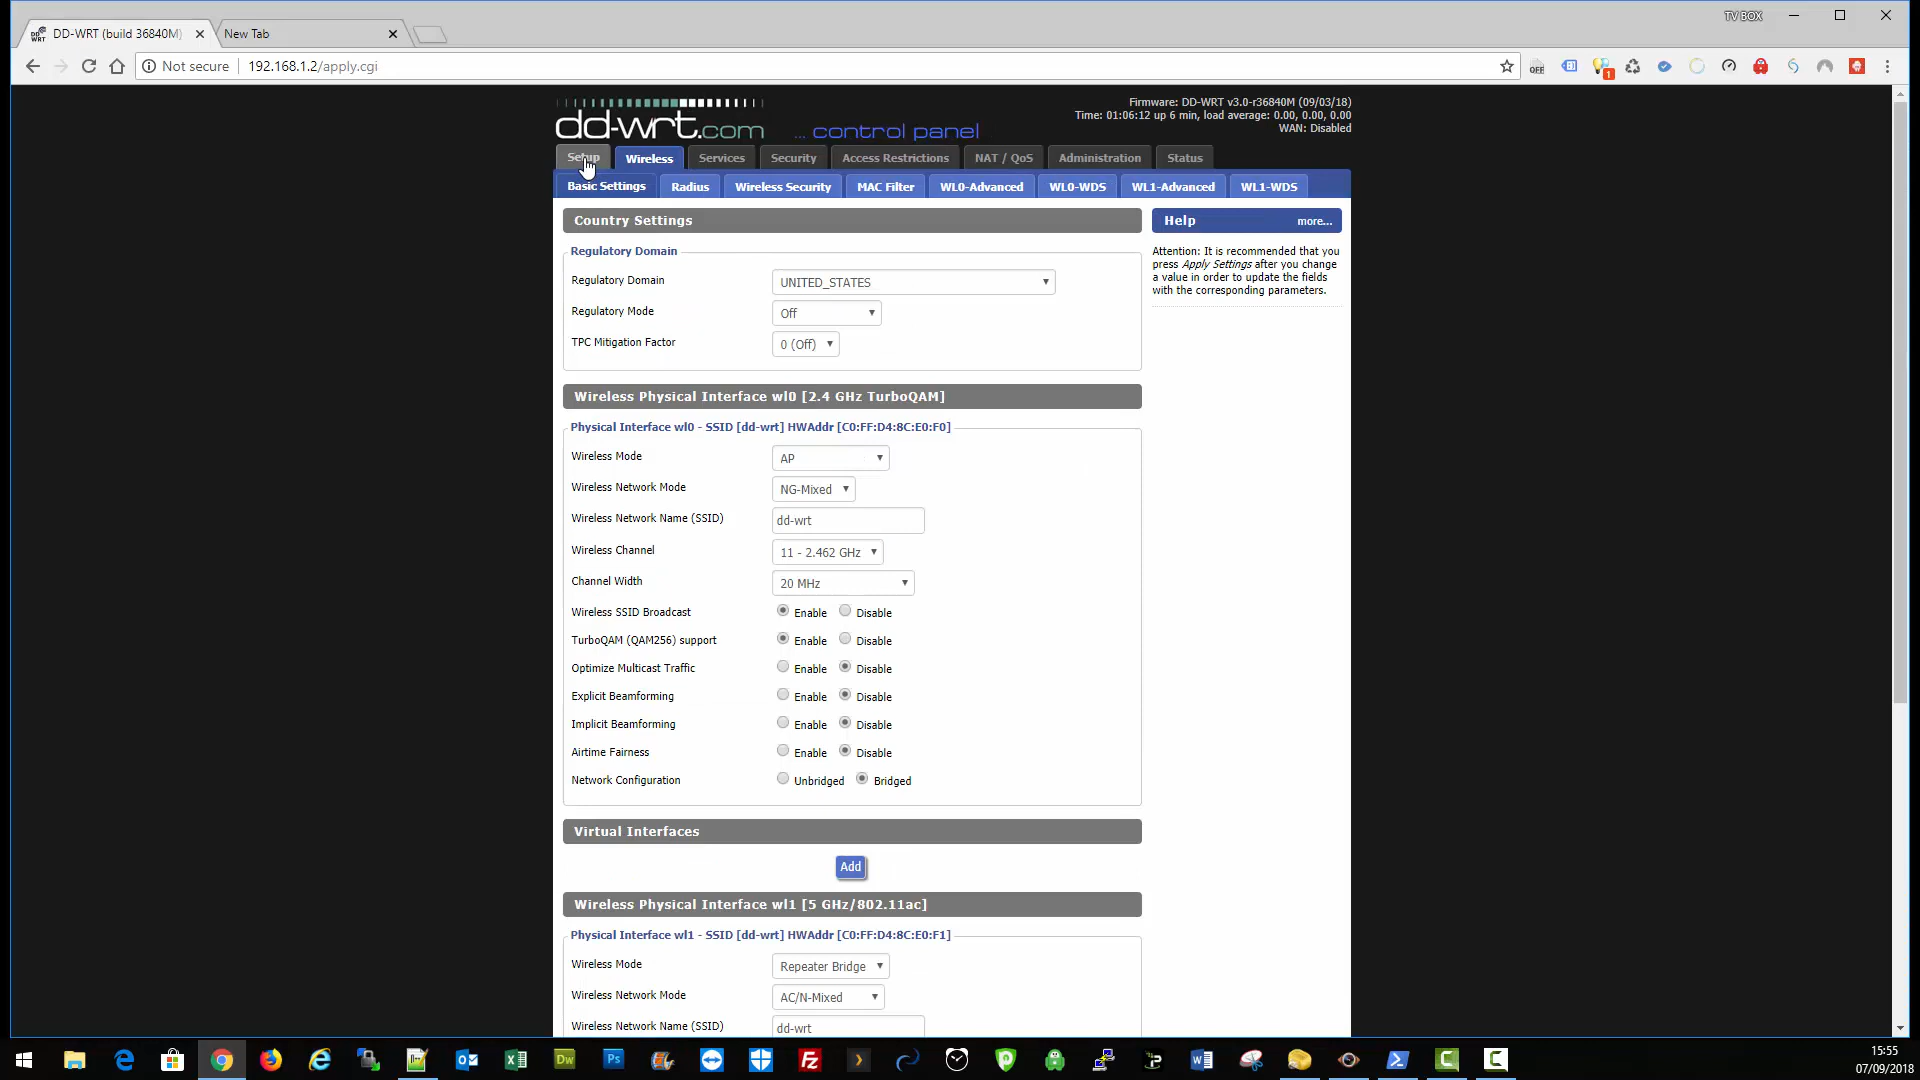 TV BOX
DD-WRT (build 36840M)
New Tab
Not secure
192.168.1.2/apply.cgi
OFF
1
dd-wrt.com
... control panel
Firmware: DD-WRT v3.0-r36840M (09/03/18)
Time: 01:06:12 up 6 min, load average: 0.00, 0.00, 0.00
WAN: Disabled
Setup
Wireless
Services
Security
Access Restrictions
NAT / QoS
Administration
Status
Basic Settings
Radius
Wireless Security
MAC Filter
WL0-Advanced
WL0-WDS
WL1-Advanced
WL1-WDS
Country Settings
Help
more...
Attention: It is recommended that you
press Apply Settings after you change
a value in order to update the fields
with the corresponding parameters.
Regulatory Domain
Regulatory Domain
UNITED_STATES
Regulatory Mode
Off
TPC Mitigation Factor
0 (Off)
Wireless Physical Interface wl0 [2.4 GHz TurboQAM]
Physical Interface wl0 - SSID [dd-wrt] HWAddr [C0:FF:D4:8C:E0:F0]
Wireless Mode
AP
Wireless Network Mode
NG-Mixed
Wireless Network Name (SSID)
dd-wrt
Wireless Channel
11 - 2.462 GHz
Channel Width
20 MHz
Wireless SSID Broadcast
Enable
Disable
TurboQAM (QAM256) support
Enable
Disable
Optimize Multicast Traffic
Enable
Disable
Explicit Beamforming
Enable
Disable
Implicit Beamforming
Enable
Disable
Airtime Fairness
Enable
Disable
Network Configuration
Unbridged
Bridged
Virtual Interfaces
Add
Wireless Physical Interface wl1 [5 GHz/802.11ac]
Physical Interface wl1 - SSID [dd-wrt] HWAddr [C0:FF:D4:8C:E0:F1]
Wireless Mode
Repeater Bridge
Wireless Network Mode
AC/N-Mixed
Wireless Network Name (SSID)
dd-wrt
Dw
Ps
15:55
07/09/2018